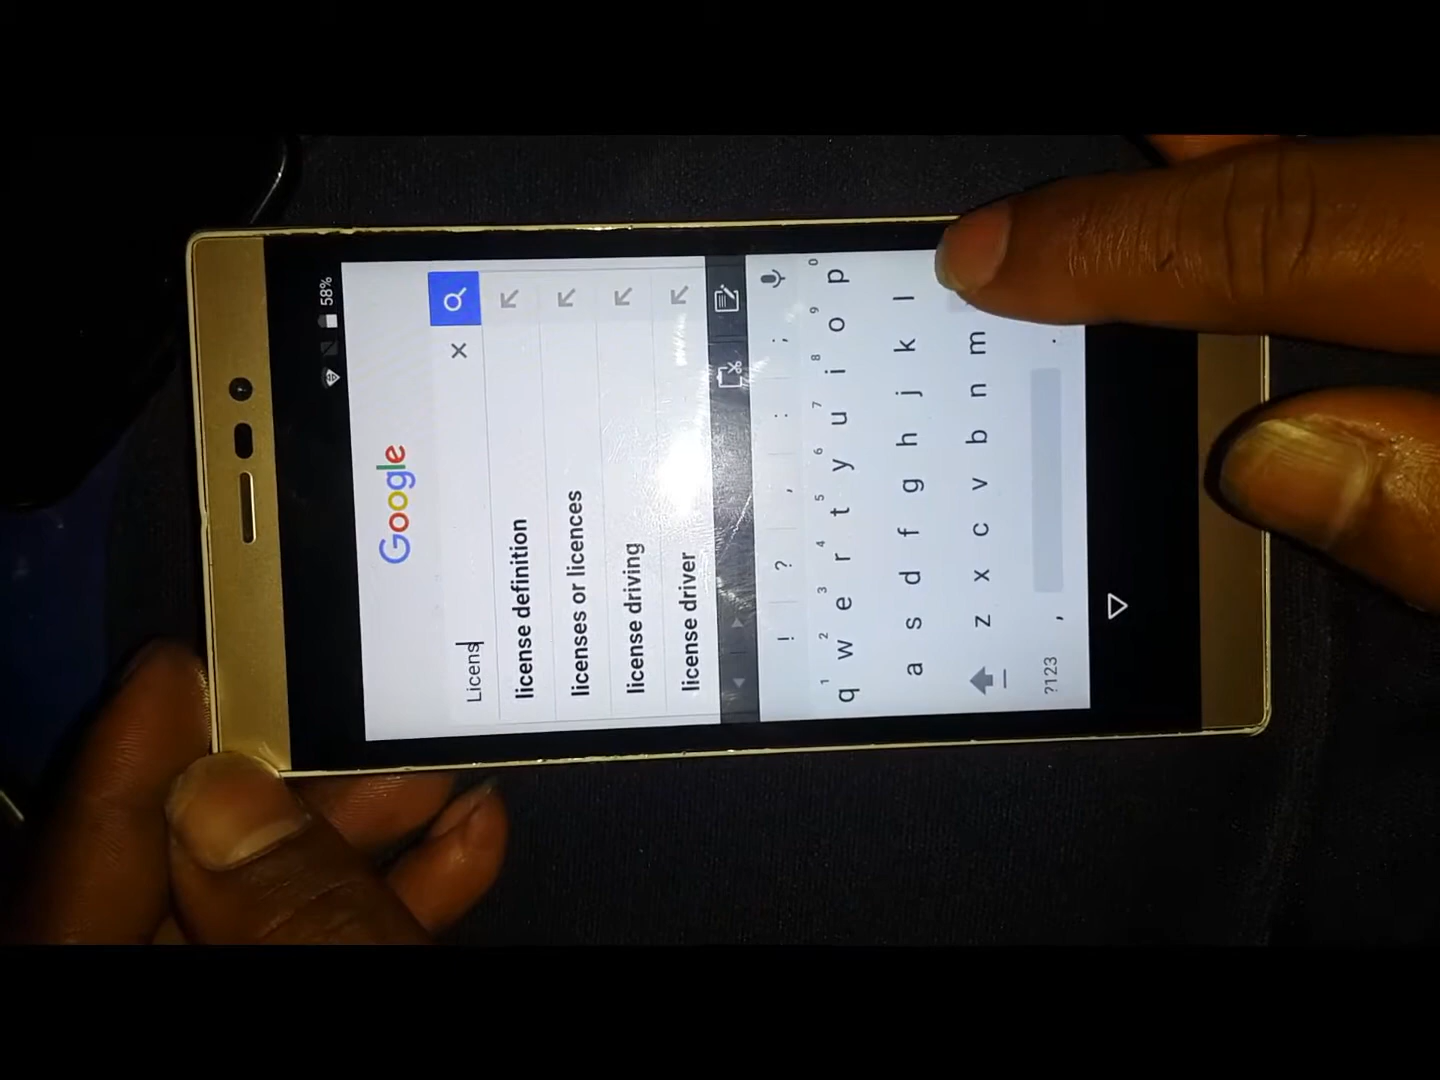 58%
Google
Licens
license definition
licenses or licences
license driving
license driver
! ? , : ;
1 2 3 4 5 6 7 8 9 0
q w e r t y u i o p
a s d f g h j k l
z x c v b n m
?123 , .